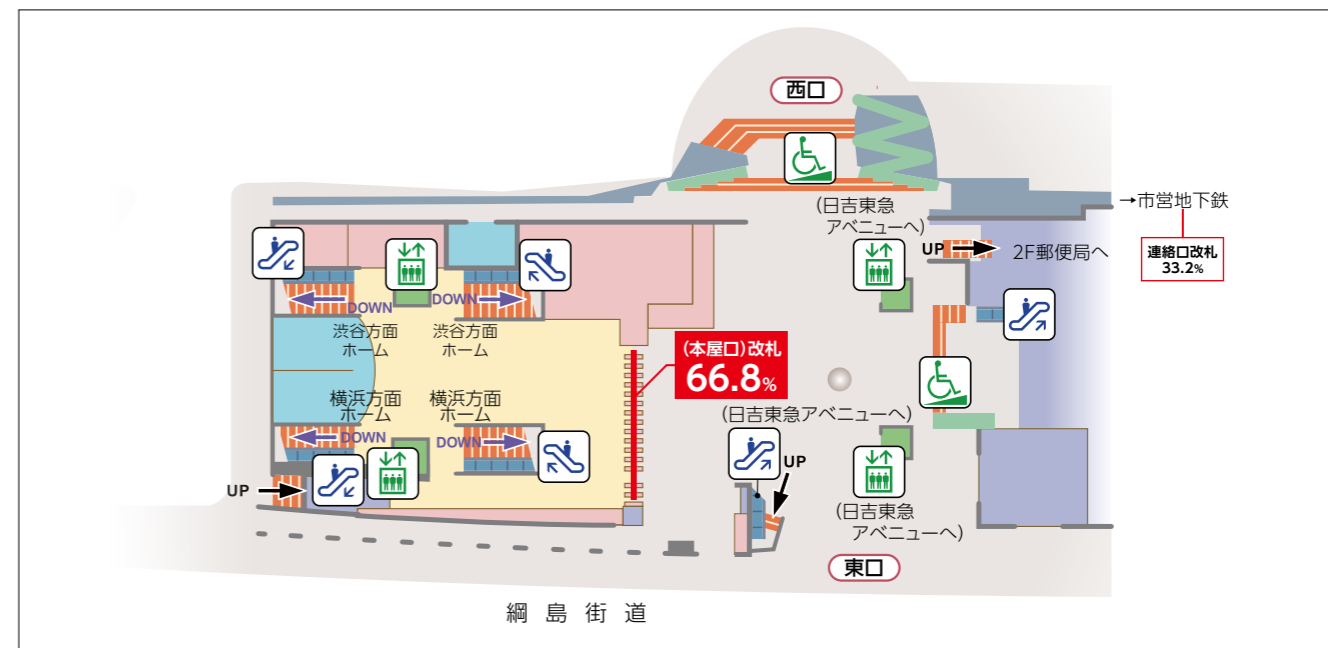 西口
(日吉東急
アベニューへ)
→市営地下鉄
連絡口改札
33.2%
UP
2F郵便局へ
DOWN
DOWN
渋谷方面
ホーム
渋谷方面
ホーム
(本屋口)改札
66.8%
横浜方面
ホーム
横浜方面
ホーム
(日吉東急アベニューへ)
DOWN
DOWN
UP
UP
(日吉東急
アベニューへ)
東口
綱島街道